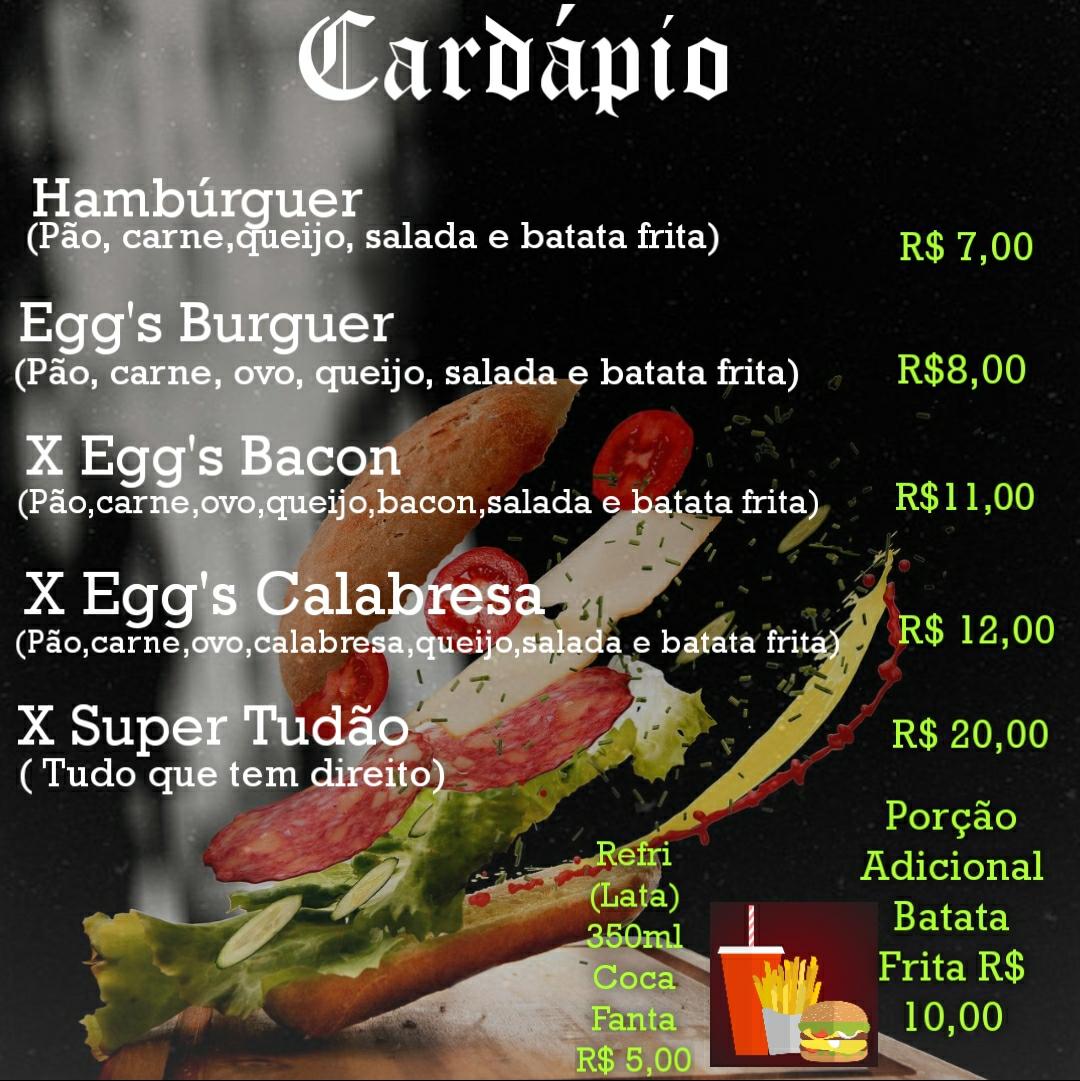 Cardápio
Hambúrguer
(Pão, carne,queijo, salada e batata frita)
R$ 7,00
Egg's Burguer
(Pão, carne, ovo, queijo, salada e batata frita)
R$8,00
X Egg's Bacon
(Pão,carne,ovo,queijo,bacon,salada e batata frita)
R$11,00
X Egg's Calabresa
(Pão,carne,ovo,calabresa,queijo,salada e batata frita)
R$ 12,00
X Super Tudão
( Tudo que tem direito)
R$ 20,00
Refri
(Lata)
350ml
Coca
Fanta
R$ 5,00
Porção
Adicional
Batata
Frita R$
10,00